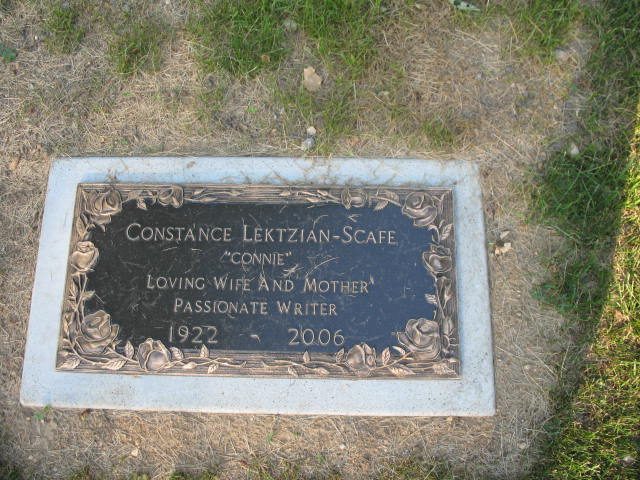 Constance Lektzian-Scafe
"Connie"
Loving Wife And Mother
Passionate Writer
1922 2006